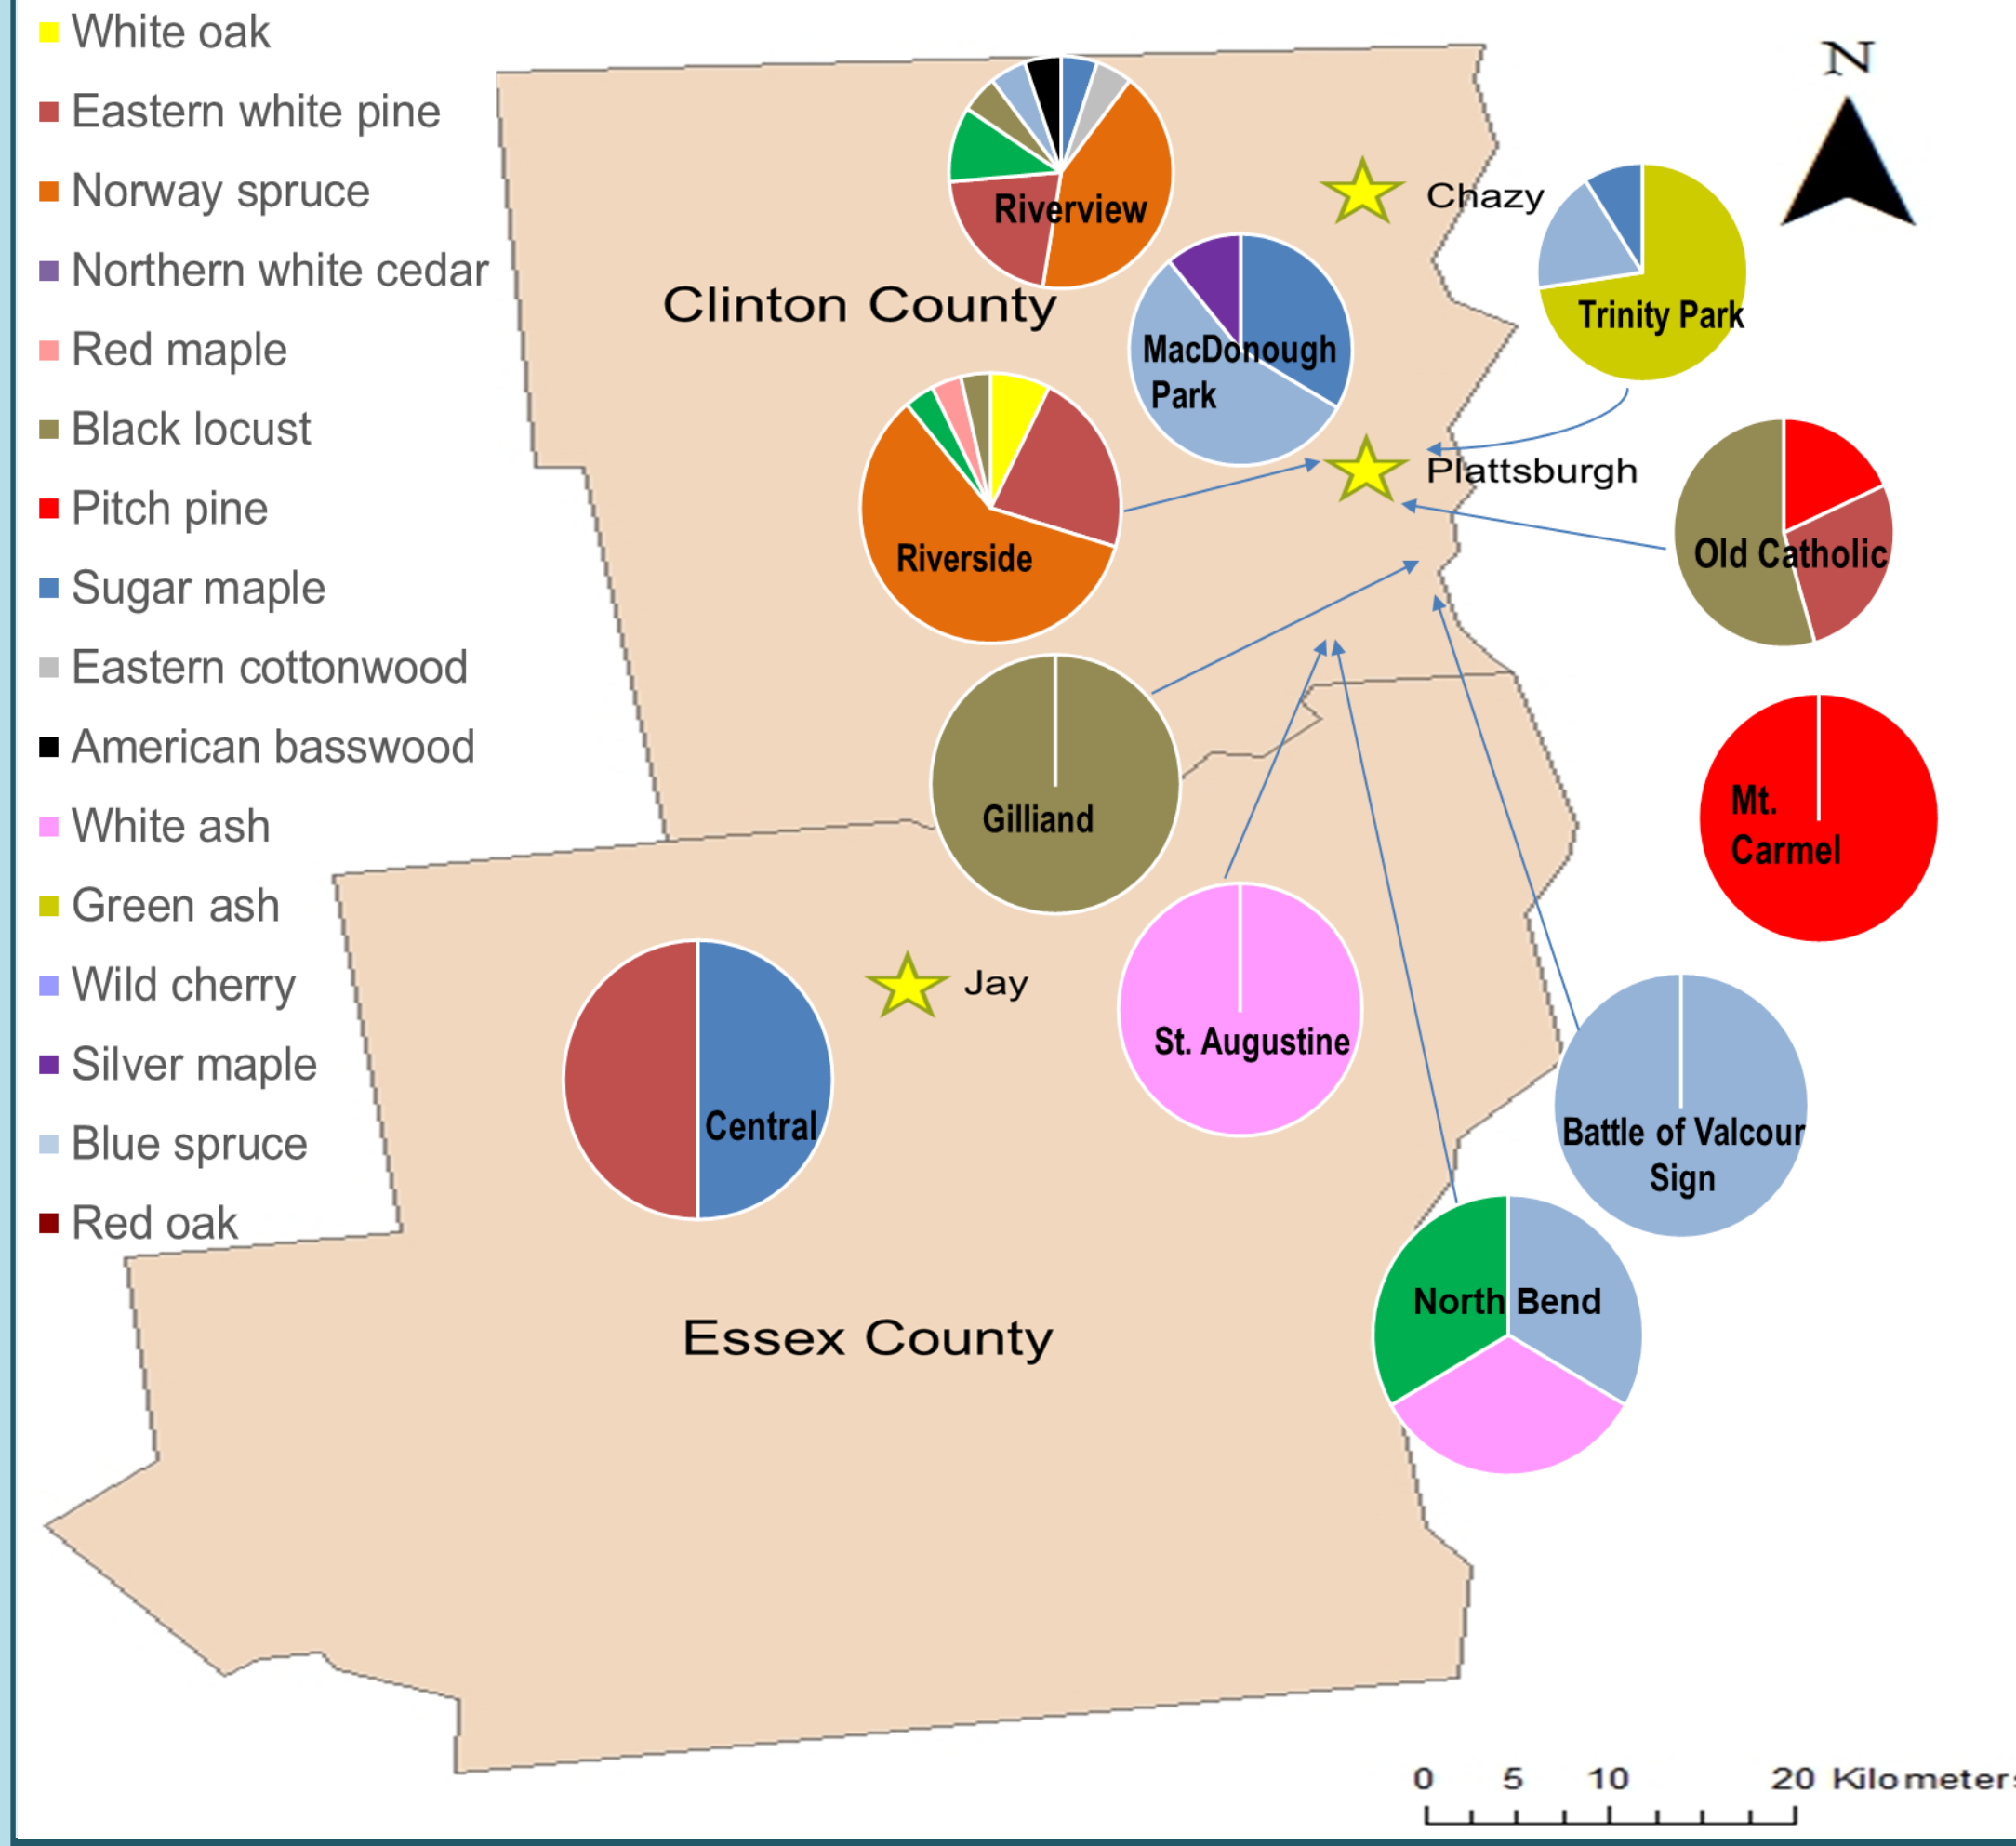 White oak
Eastern white pine
Norway spruce
Northern white cedar
Red maple
Black locust
Pitch pine
Sugar maple
Eastern cottonwood
American basswood
White ash
Green ash
Wild cherry
Silver maple
Blue spruce
Red oak
N
Riverview
Chazy
Clinton County
Trinity Park
MacDonough
Park
Plattsburgh
Riverside
Old Catholic
Gilliand
Mt.
Carmel
Jay
St. Augustine
Central
Battle of Valcour
Sign
North Bend
Essex County
0 5 10 20 Kilometers